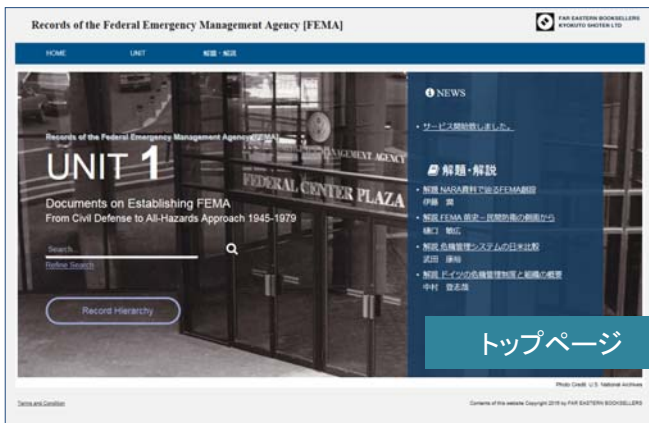 Records of the Federal Emergency Management Agency [FEMA]
FAR EASTERN BOOKSELLERS
KYOKUTO SHOTEN LTD
HOME
UNIT
解題・解説
Records of the Federal Emergency Management Agency [FEMA]
UNIT 1
Documents on Establishing FEMA
From Civil Defense to All-Hazards Approach 1945-1979
Search
Refine Search
Record Hierarchy
MANAGEMENT AGENCY
FEDERAL CENTER PLAZA
NEWS
・サービス開始致しました。
解題・解説
・解題 NARA資料で辿るFEMA創設
伊藤 潤
・解説 FEMA 前史－民間防衛の側面から
樋口 敏広
・解説 危機管理システムの日米比較
武田 康裕
・解説 ドイツの危機管理制度と組織の概要
中村 登志哉
トップページ
Photo Credit: U.S. National Archives
Terms and Condition
Contents of this website Copyright 2018 by FAR EASTERN BOOKSELLERS